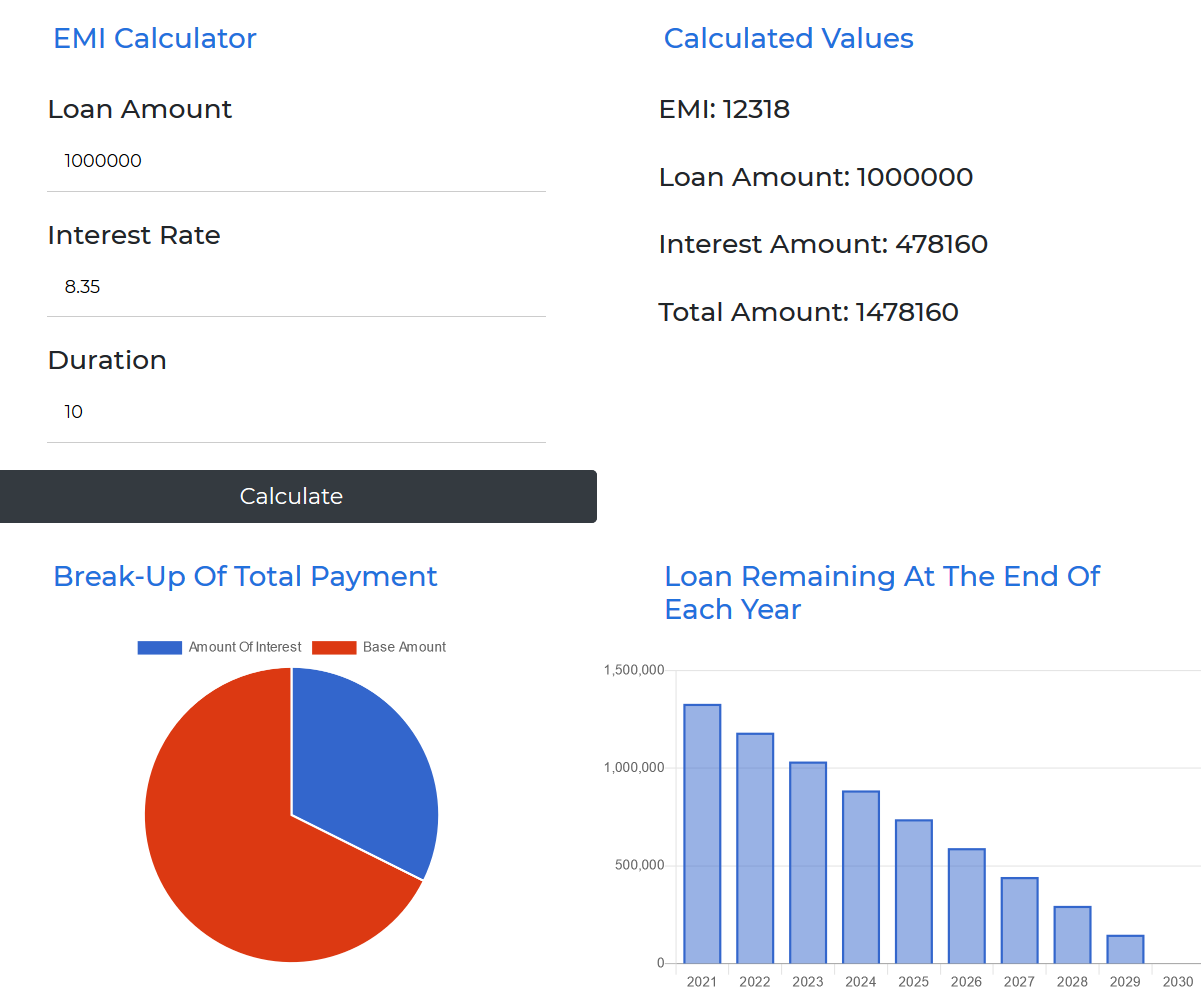 EMI Calculator
Loan Amount
1000000
Interest Rate
8.35
Duration
10
Calculate
Calculated Values
EMI: 12318
Loan Amount: 1000000
Interest Amount: 478160
Total Amount: 1478160
Break-Up Of Total Payment
Amount Of Interest
Base Amount
Loan Remaining At The End Of
Each Year
1,500,000
1,000,000
500,000
0
2021 2022 2023 2024 2025 2026 2027 2028 2029 2030